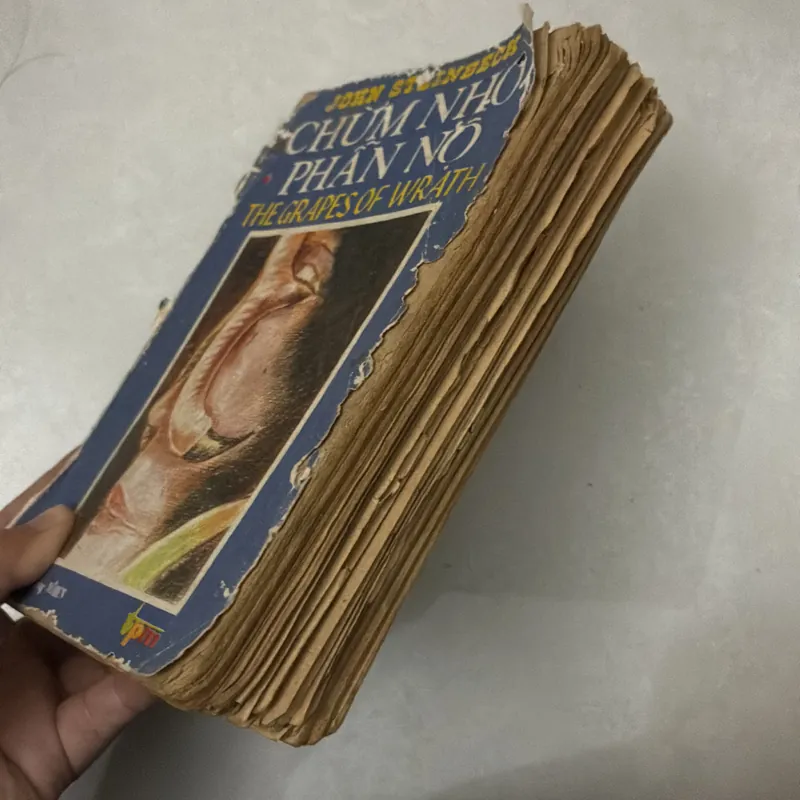 JOHN STEINBECK
CHÙM NHO
PHẪN NỘ
THE GRAPES OF WRATH